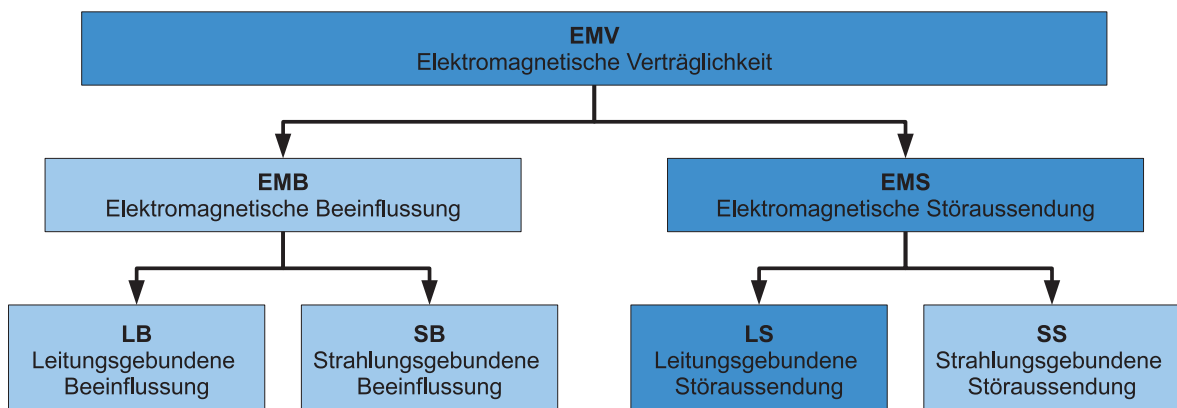 EMV
Elektromagnetische Verträglichkeit
EMB
Elektromagnetische Beeinflussung
EMS
Elektromagnetische Störaussendung
LB
Leitungsgebundene
Beeinflussung
SB
Strahlungsgebundene
Beeinflussung
LS
Leitungsgebundene
Störaussendung
SS
Strahlungsgebundene
Störaussendung